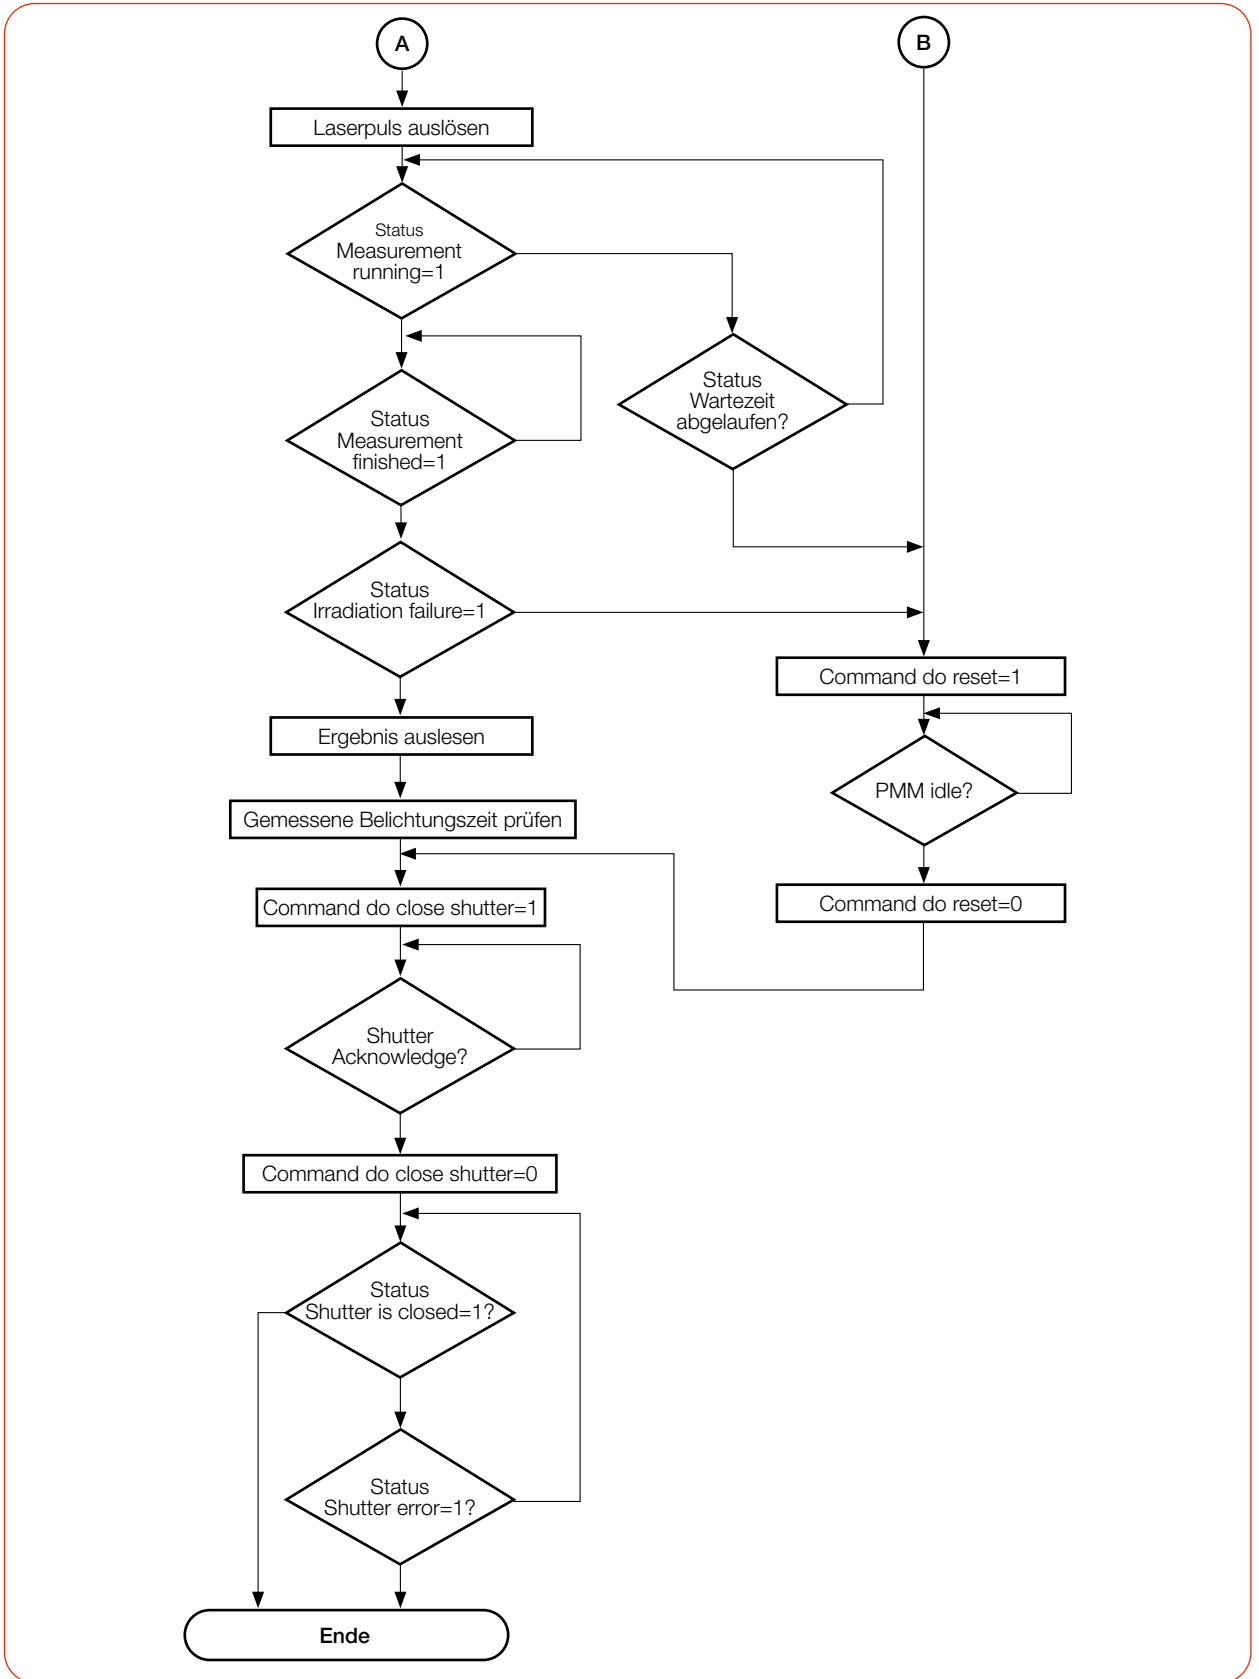 A
B
Laserpuls auslösen
Status
Measurement
running=1
Status
Wartezeit
abgelaufen?
Status
Measurement
finished=1
Status
Irradiation failure=1
Command do reset=1
Ergebnis auslesen
PMM idle?
Gemessene Belichtungszeit prüfen
Command do close shutter=1
Command do reset=0
Shutter
Acknowledge?
Command do close shutter=0
Status
Shutter is closed=1?
Status
Shutter error=1?
Ende